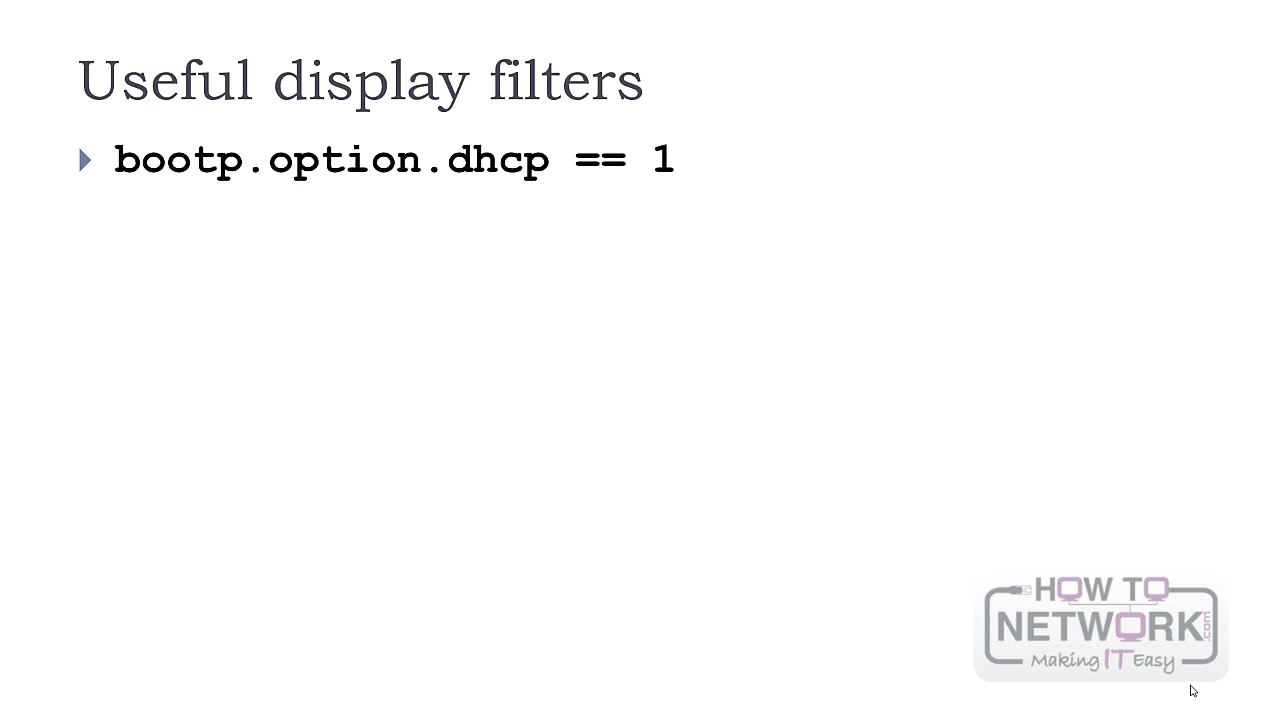 Useful display filters
bootp.option.dhcp == 1
HOW TO
NETWORK.com
Making IT Easy